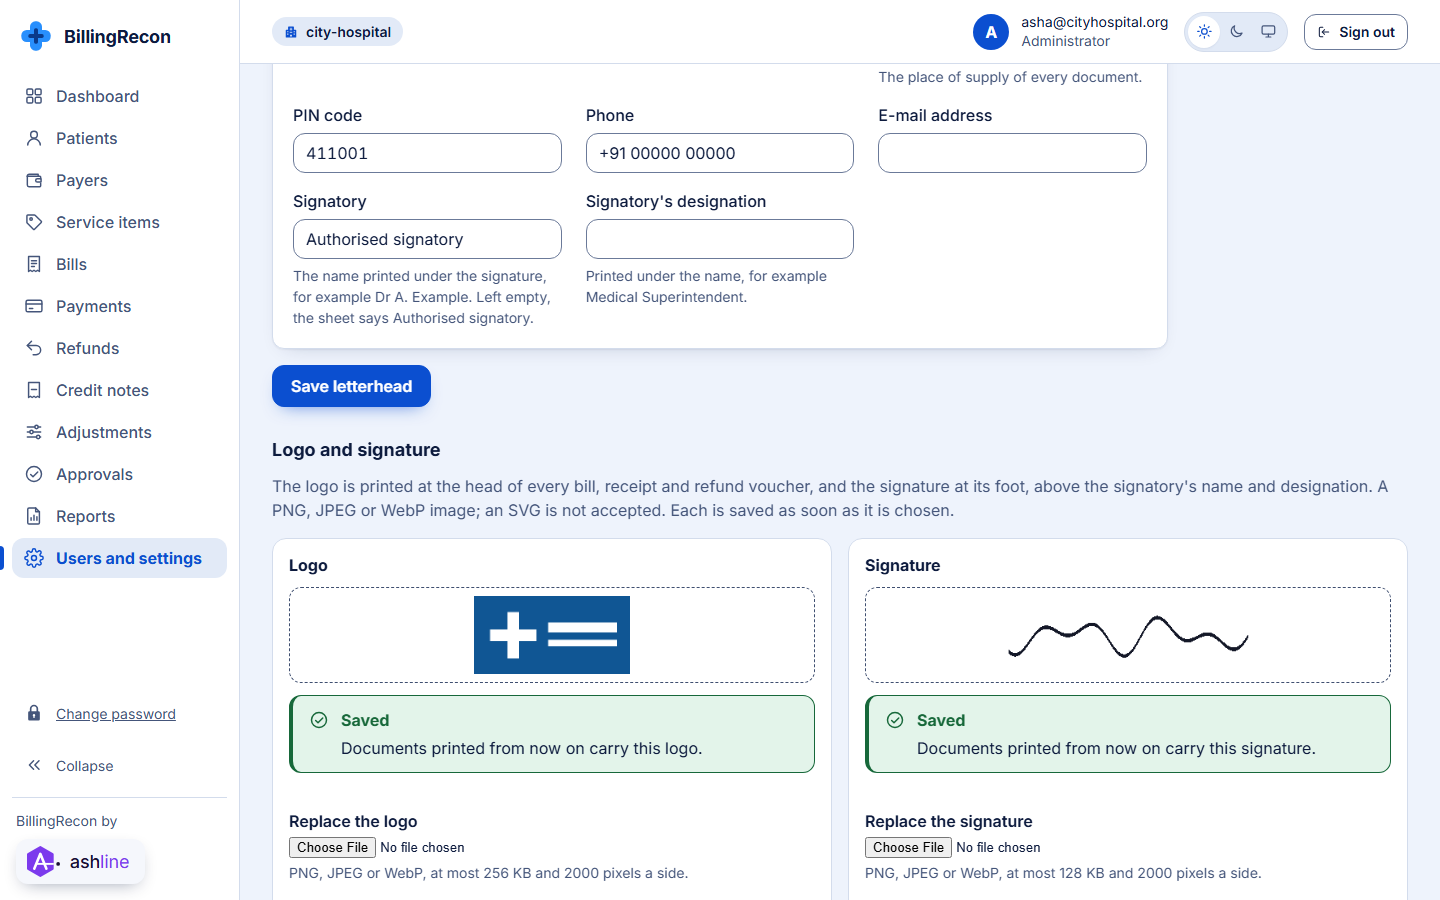 BillingRecon
city-hospital
A
asha@cityhospital.org
Administrator
Sign out
Dashboard
Patients
Payers
Service items
Bills
Payments
Refunds
Credit notes
Adjustments
Approvals
Reports
Users and settings
Change password
Collapse
BillingRecon by
ashline
The place of supply of every document.
PIN code
Phone
E-mail address
411001
+91 00000 00000
Signatory
Signatory's designation
Authorised signatory
The name printed under the signature,
for example Dr A. Example. Left empty,
the sheet says Authorised signatory.
Printed under the name, for example
Medical Superintendent.
Save letterhead
Logo and signature
The logo is printed at the head of every bill, receipt and refund voucher, and the signature at its foot, above the signatory's name and designation. A
PNG, JPEG or WebP image; an SVG is not accepted. Each is saved as soon as it is chosen.
Logo
Saved
Documents printed from now on carry this logo.
Replace the logo
Choose File No file chosen
PNG, JPEG or WebP, at most 256 KB and 2000 pixels a side.
Signature
Saved
Documents printed from now on carry this signature.
Replace the signature
Choose File No file chosen
PNG, JPEG or WebP, at most 128 KB and 2000 pixels a side.